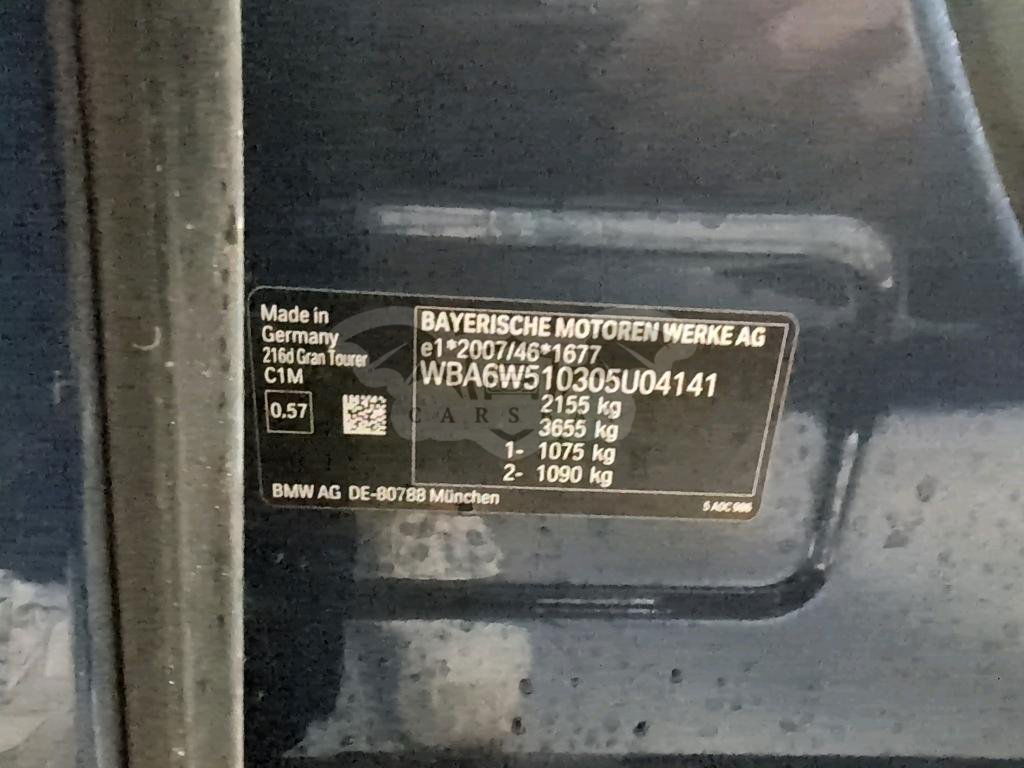 Made in
Germany
216d Gran Tourer
C1M
0.57
BAYERISCHE MOTOREN WERKE AG
e1*2007/46*1677
WBA6W510305U04141
2155 kg
3655 kg
1- 1075 kg
2- 1090 kg
CARS
BMW AG DE-80788 München